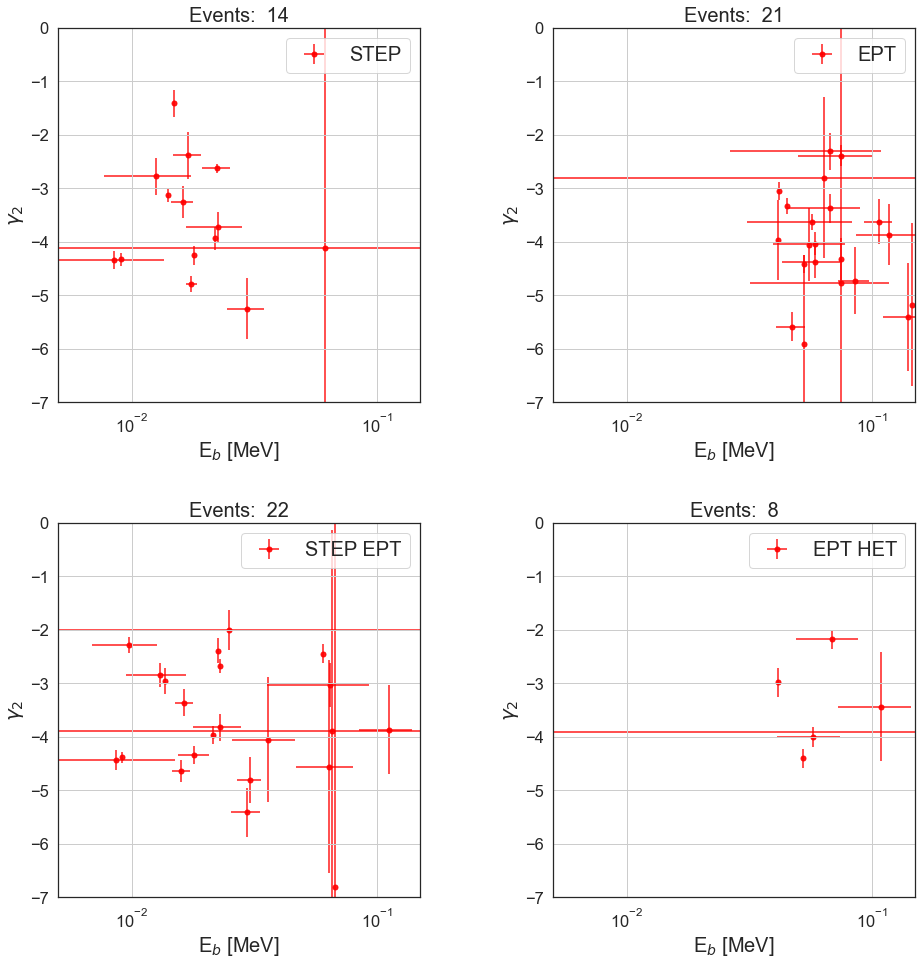 Events:  14
STEP
0
−1
−2
−3
−4
−5
−6
−7
γ₂
10⁻²
10⁻¹
E_b [MeV]
Events:  21
EPT
0
−1
−2
−3
−4
−5
−6
−7
γ₂
10⁻²
10⁻¹
E_b [MeV]
Events:  22
STEP EPT
0
−1
−2
−3
−4
−5
−6
−7
γ₂
10⁻²
10⁻¹
E_b [MeV]
Events:  8
EPT HET
0
−1
−2
−3
−4
−5
−6
−7
γ₂
10⁻²
10⁻¹
E_b [MeV]